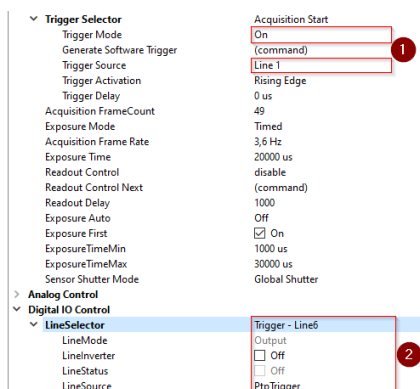 Trigger Selector Acquisition Start
Trigger Mode On
Generate Software Trigger (command)
1
Trigger Source Line 1
Trigger Activation Rising Edge
Trigger Delay 0 us
Acquisition FrameCount 49
Exposure Mode Timed
Acquisition Frame Rate 3,6 Hz
Exposure Time 20000 us
Readout Control disable
Readout Control Next (command)
Readout Delay 1000
Exposure Auto Off
Exposure First On
ExposureTimeMin 1000 us
ExposureTimeMax 30000 us
Sensor Shutter Mode Global Shutter
Analog Control
Digital IO Control
LineSelector Trigger - Line6
LineMode Output
LineInverter Off
2
LineStatus Off
LineSource PtpTrigger